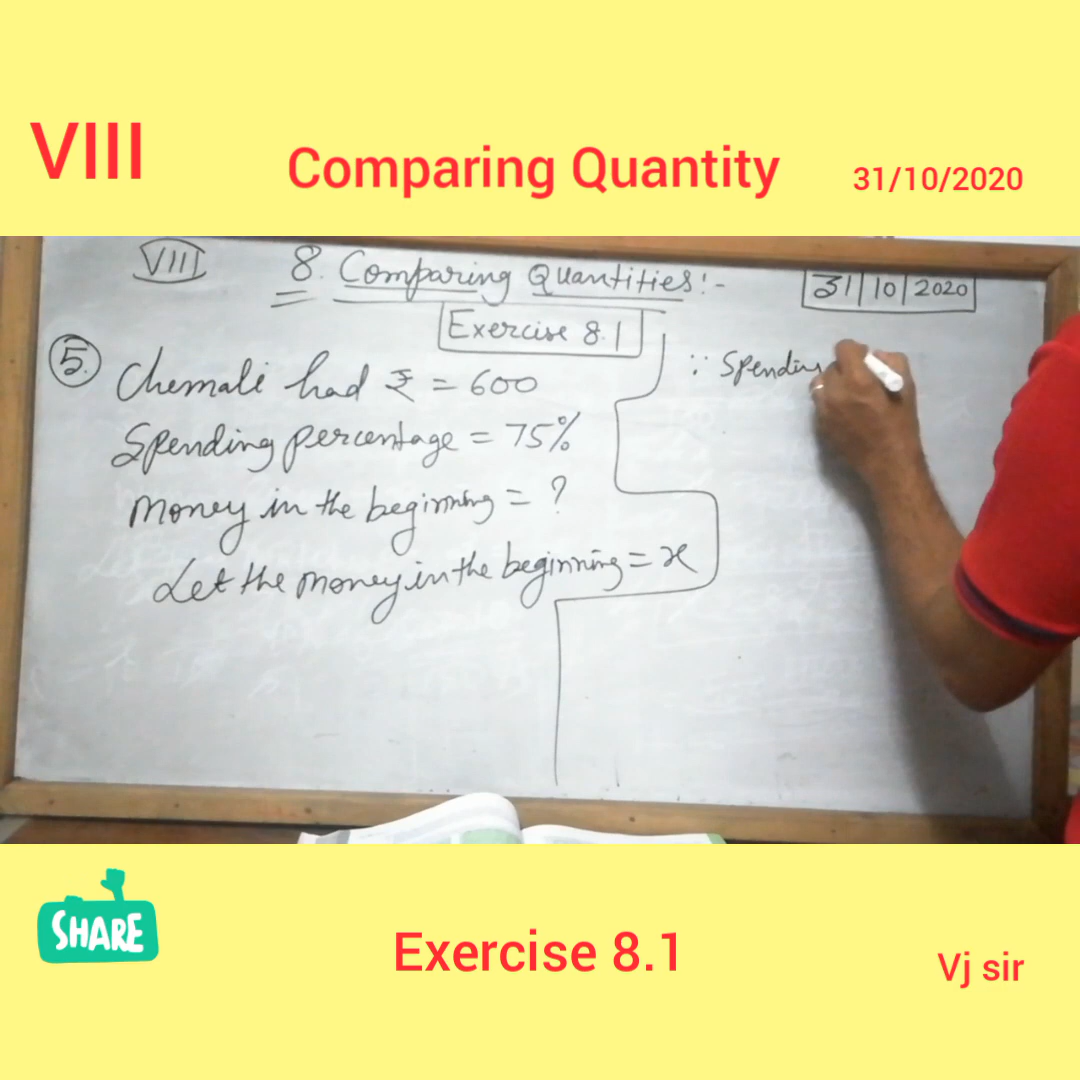 VIII
Comparing Quantity
31/10/2020
VIII
8. Comparing Quantities:-
31/10/2020
Exercise 8.1
5. Chemali had ₹ = 600
Spending percentage = 75%
Money in the beginning = ?
Let the money in the beginning = x
∵ Spending
SHARE
Exercise 8.1
Vj sir